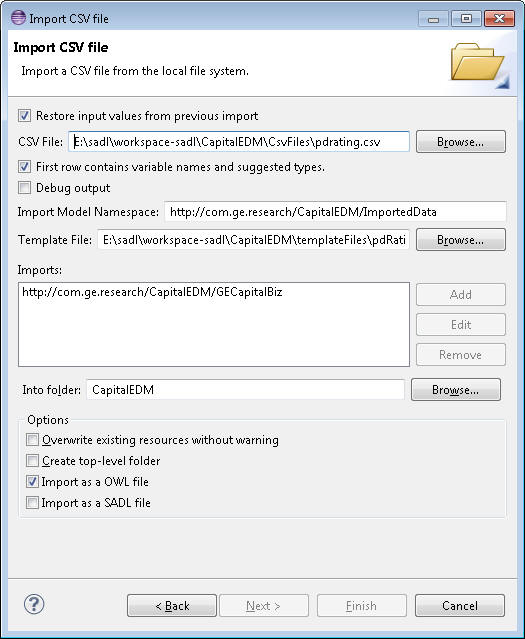 Import CSV file
Import CSV file
Import a CSV file from the local file system.
Restore input values from previous import
CSV File: E:\sadl\workspace-sadl\CapitalEDM\CsvFiles\pdrating.csv Browse...
First row contains variable names and suggested types.
Debug output
Import Model Namespace: http://com.ge.research/CapitalEDM/ImportedData
Template File: E:\sadl\workspace-sadl\CapitalEDM\templateFiles\pdRati Browse...
Imports:
http://com.ge.research/CapitalEDM/GECapitalBiz
Add
Edit
Remove
Into folder: CapitalEDM Browse...
Options
Overwrite existing resources without warning
Create top-level folder
Import as a OWL file
Import as a SADL file
? < Back Next > Finish Cancel